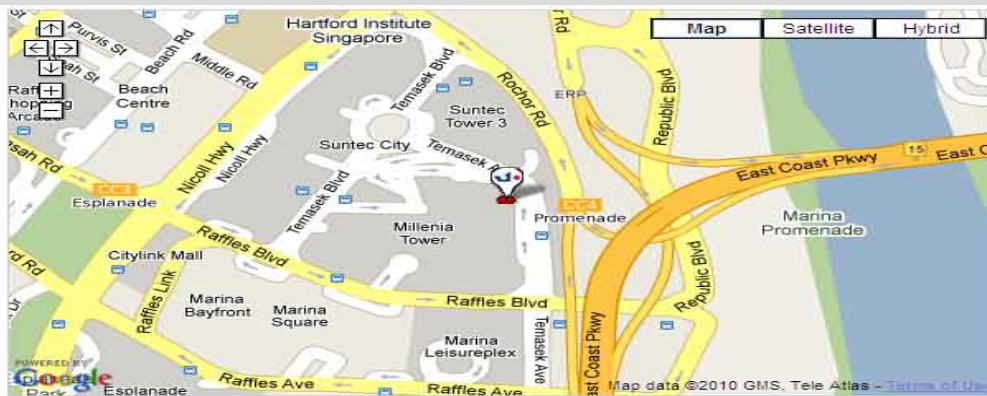 Hartford Institute
Singapore
Map
Satellite
Hybrid
Purvis St
Beach Rd
Middle Rd
Beach
Centre
Temasek Blvd
Rochor Rd
ERP
Republic Blvd
Suntec
Tower 3
Nicoll Hwy
Nicoll Hwy
Suntec City
Temasek
15
East Coast Pkwy
East C
CC3
Esplanade
Temasek Blvd
CC4
Promenade
Marina
Promenade
Millenia
Tower
Citylink Mall
Raffles Blvd
Raffles Link
Marina
Bayfront
Marina
Square
Raffles Blvd
Republic Blvd
Marina
Leisureplex
Temasek Ave
East Coast Pkwy
POWERED BY
Google
Park
Esplanade
Raffles Ave
Raffles Ave
Map data ©2010 GMS, Tele Atlas - Terms of Use